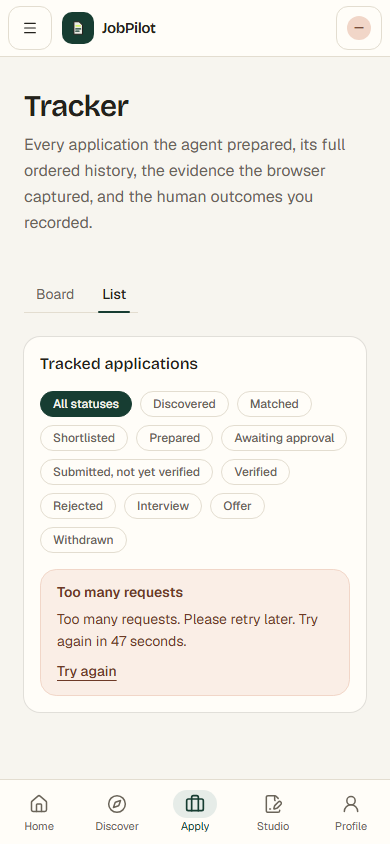 JobPilot
Tracker
Every application the agent prepared, its full
ordered history, the evidence the browser
captured, and the human outcomes you
recorded.
Board List
Tracked applications
All statuses Discovered Matched
Shortlisted Prepared Awaiting approval
Submitted, not yet verified Verified
Rejected Interview Offer
Withdrawn
Too many requests
Too many requests. Please retry later. Try
again in 47 seconds.
Try again
Home Discover Apply Studio Profile